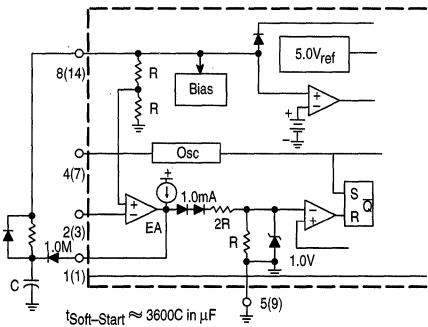 8(14)
R
R
Bias
5.0Vref
+
–
+
–
4(7)
Osc
+
1.0mA
S
Q̅
R
2(3)
+
–
EA
2R
R
–
+
1.0V
1.0M
1(1)
C
5(9)
tSoft–Start ≈ 3600C in µF